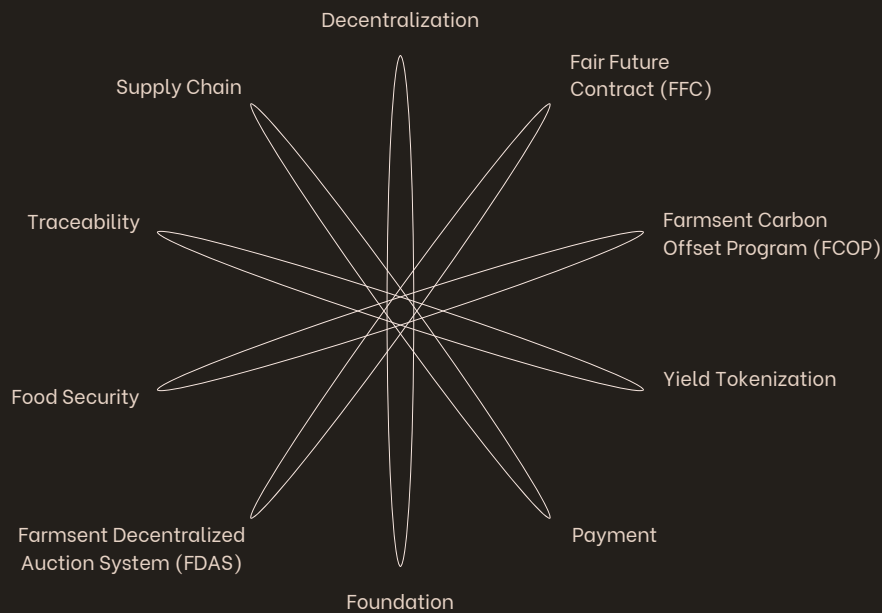 Decentralization
Fair Future
Contract (FFC)
Supply Chain
Traceability
Farmsent Carbon
Offset Program (FCOP)
Yield Tokenization
Food Security
Farmsent Decentralized
Auction System (FDAS)
Payment
Foundation